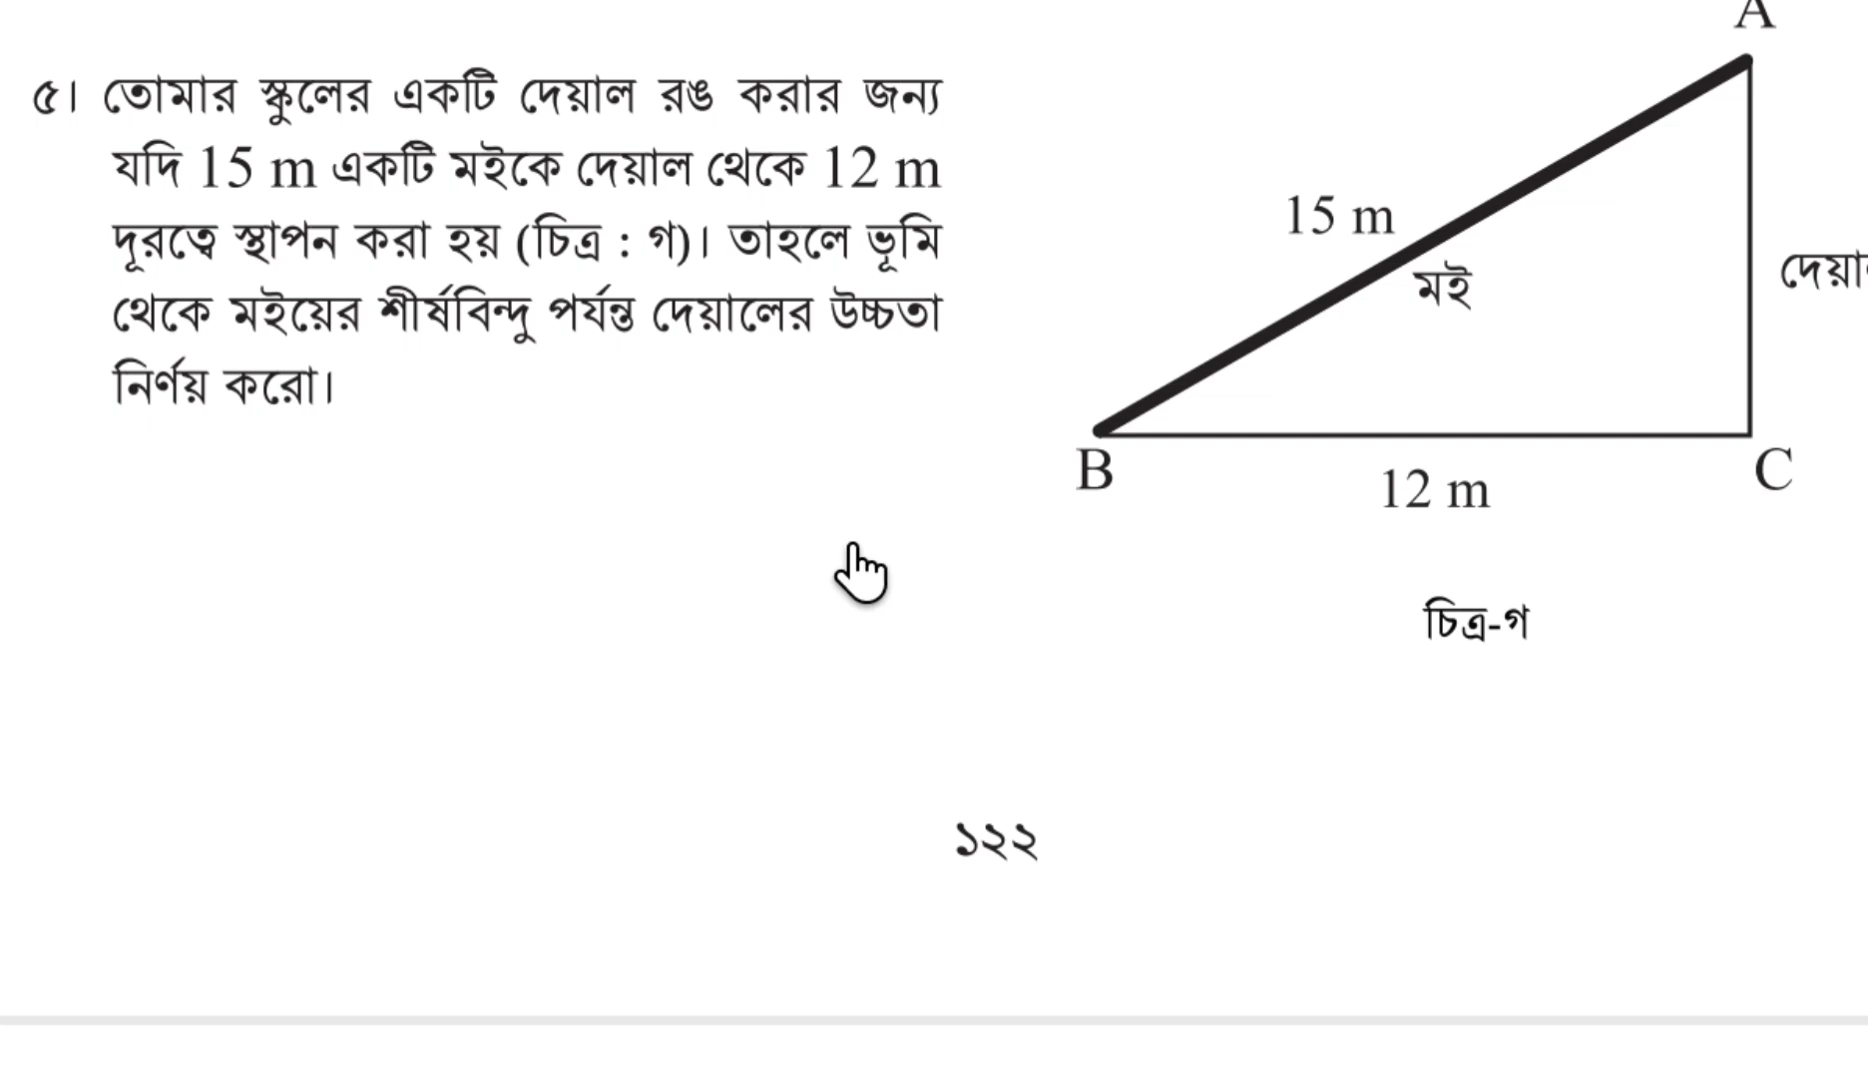 ৫। তোমার স্কুলের একটি দেয়াল রঙ করার জন্য
যদি 15 m একটি মইকে দেয়াল থেকে 12 m
দূরত্বে স্থাপন করা হয় (চিত্র : গ)। তাহলে ভূমি
থেকে মইয়ের শীর্ষবিন্দু পর্যন্ত দেয়ালের উচ্চতা
নির্ণয় করো।
A
15 m
মই
B
12 m
C
চিত্র-গ
১২২